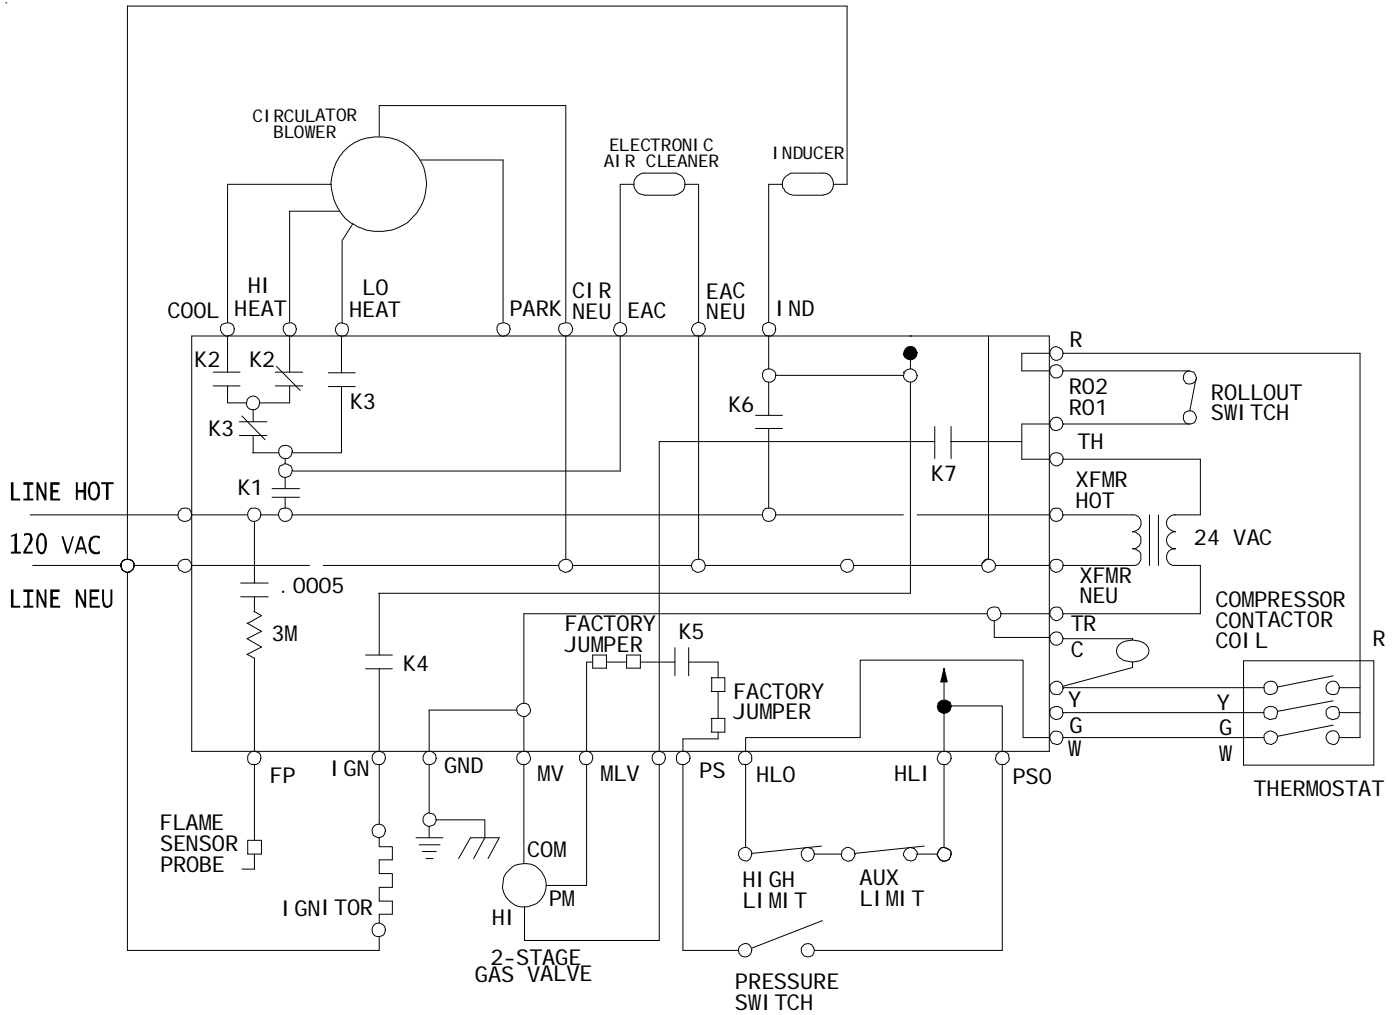 CIRCULATOR
BLOWER
ELECTRONIC
AIR CLEANER
INDUCER
COOL
HI
HEAT
LO
HEAT
PARK
CIR
NEU
EAC
EAC
NEU
IND
R
K2
K2
K3
K3
K6
K7
K1
RO2
RO1
ROLLOUT
SWITCH
TH
XFMR
HOT
LINE HOT
120 VAC
LINE NEU
24 VAC
XFMR
NEU
.0005
3M
K4
FACTORY
JUMPER
K5
FACTORY
JUMPER
TR
C
COMPRESSOR
CONTACTOR
COIL
R
Y
G
W
Y
G
W
THERMOSTAT
FP
IGN
GND
MV
MLV
PS
HLO
HLI
PSO
FLAME
SENSOR
PROBE
IGNITOR
COM
PM
HI
2-STAGE
GAS VALVE
HIGH
LIMIT
AUX
LIMIT
PRESSURE
SWITCH